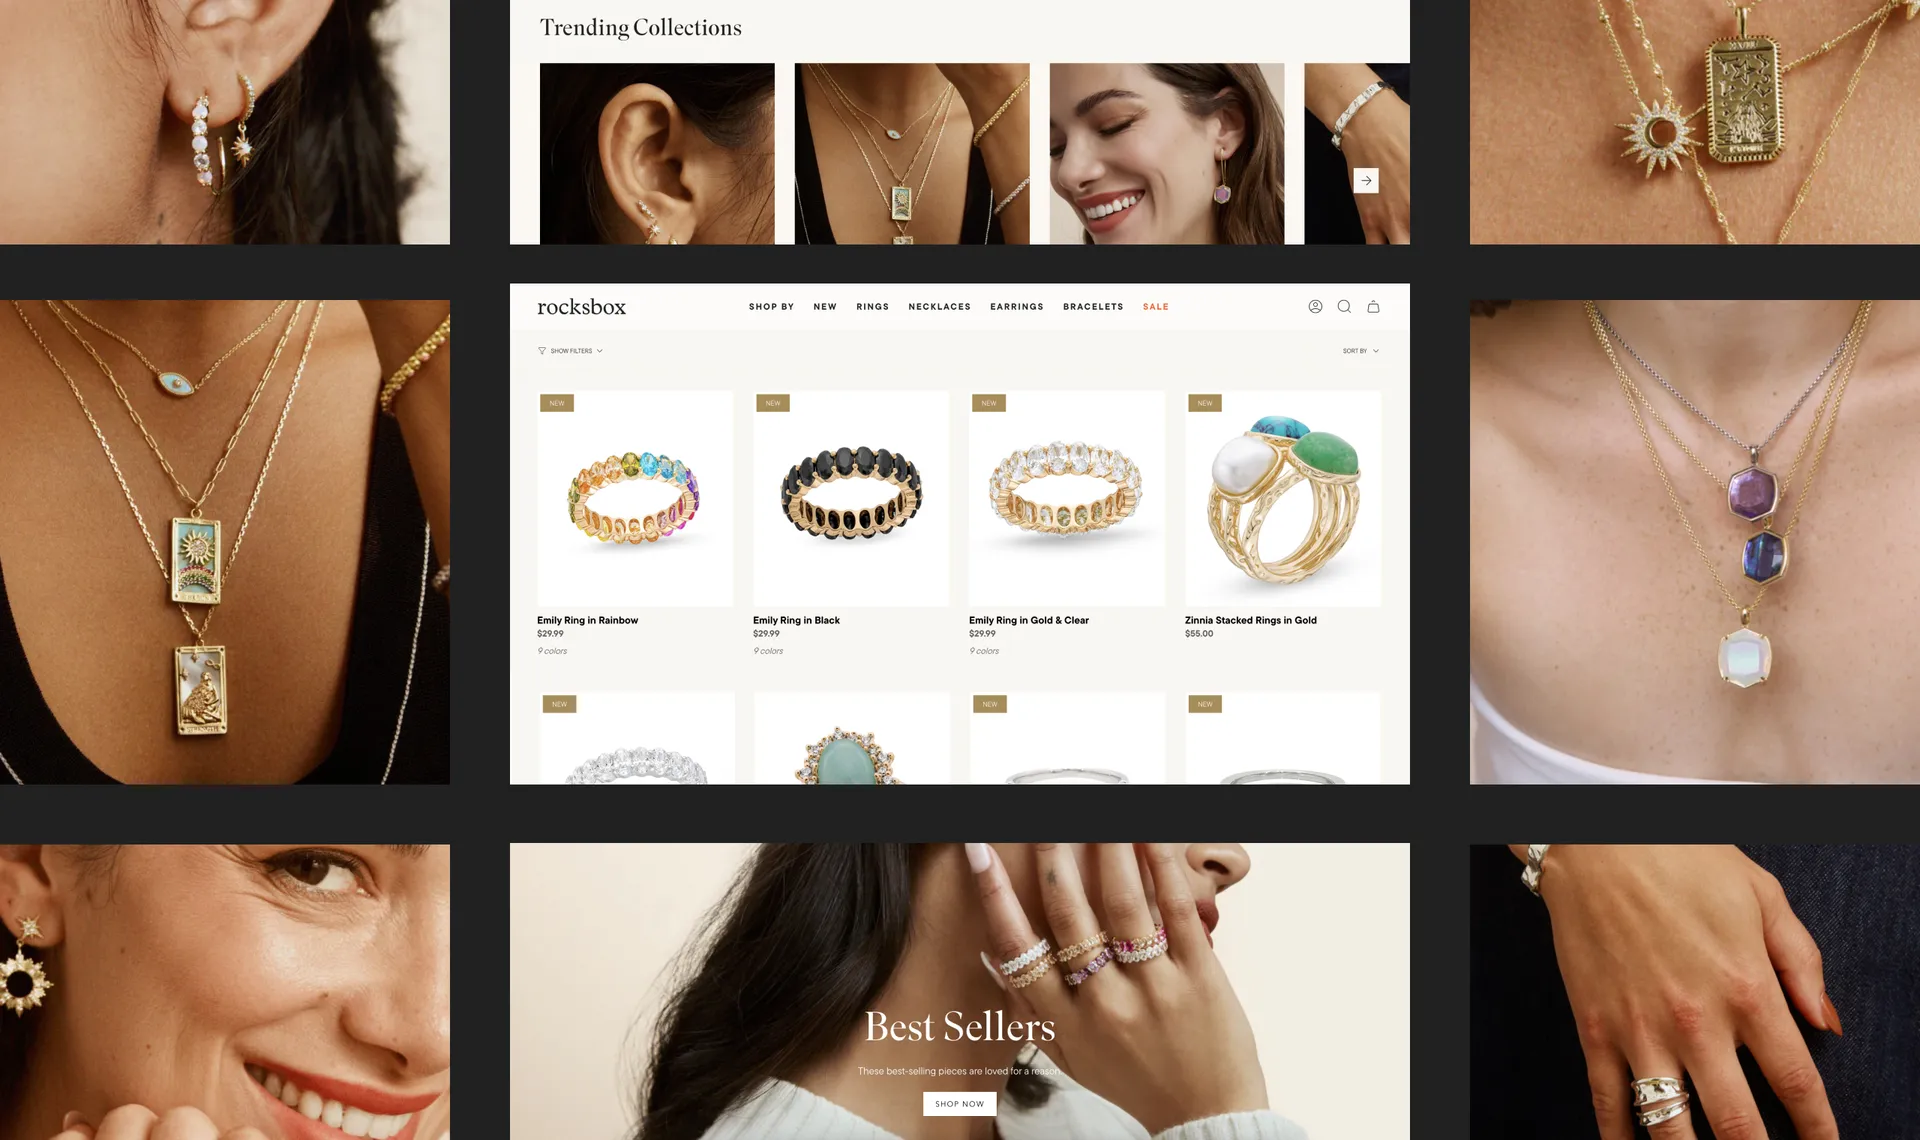 Trending Collections
rocksbox
SHOP BY NEW RINGS NECKLACES EARRINGS BRACELETS SALE
SHOW FILTERS
SORT BY
NEW
NEW
NEW
NEW
Emily Ring in Rainbow
$29.99
9 colors
Emily Ring in Black
$29.99
9 colors
Emily Ring in Gold & Clear
$29.99
9 colors
Zinnia Stacked Rings in Gold
$55.00
NEW
NEW
NEW
Best Sellers
These best-selling pieces are loved for a reason.
SHOP NOW